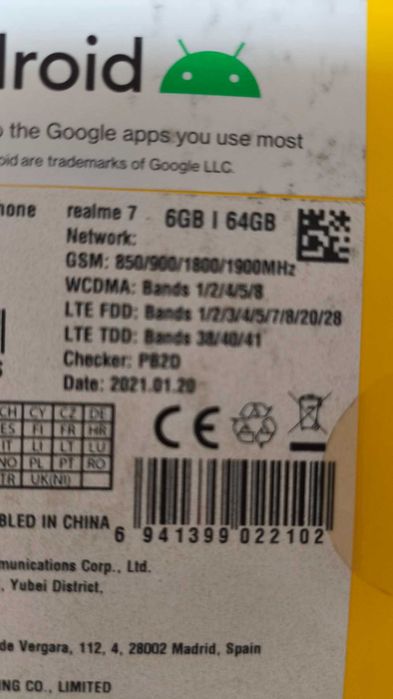 droid
the Google apps you use most
oid are trademarks of Google LLC.
hone realme 7 6GB | 64GB
Network:
GSM: 850/900/1800/1900MHz
WCDMA: Bands 1/2/4/5/8
LTE FDD: Bands 1/2/3/4/5/7/8/20/28
LTE TDD: Bands 38/40/41
Checker: PB20
Date: 2021.01.20
CH CY CZ DE
ES FI FR HR
IT LI LT LU
NO PL PT RO
TR UK(NI)
CE
BLED IN CHINA
6 941399 022102
munications Corp., Ltd.
, Yubei District,
de Vergara, 112, 4, 28002 Madrid, Spain
ING CO., LIMITED